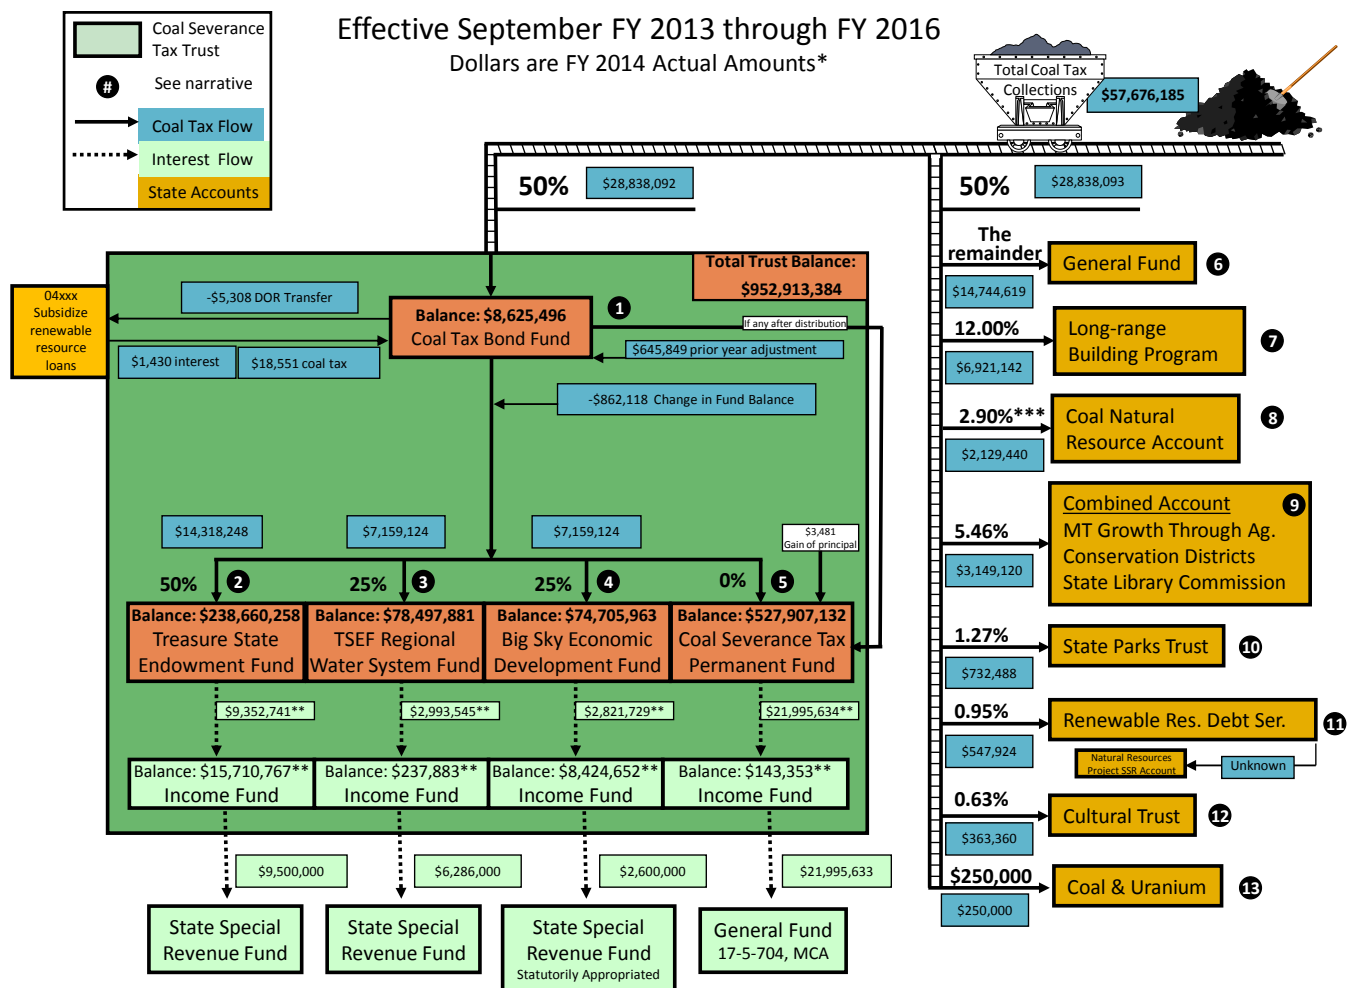 Effective September FY 2013 through FY 2016
Dollars are FY 2014 Actual Amounts*
Coal Severance
Tax Trust
#
See narrative
Coal Tax Flow
Interest Flow
State Accounts
Total Coal Tax
Collections
$57,676,185
50%
$28,838,092
50%
$28,838,093
Total Trust Balance:
$952,913,384
04xxx
Subsidize
renewable
resource
loans
-$5,308 DOR Transfer
$1,430 interest
$18,551 coal tax
Balance: $8,625,496
Coal Tax Bond Fund
1
If any after distribution
$645,849 prior year adjustment
-$862,118 Change in Fund Balance
$14,318,248
$7,159,124
$7,159,124
$3,481
Gain of principal
50%
2
25%
3
25%
4
0%
5
Balance: $238,660,258
Treasure State
Endowment Fund
Balance: $78,497,881
TSEF Regional
Water System Fund
Balance: $74,705,963
Big Sky Economic
Development Fund
Balance: $527,907,132
Coal Severance Tax
Permanent Fund
$9,352,741**
$2,993,545**
$2,821,729**
$21,995,634**
Balance: $15,710,767**
Income Fund
Balance: $237,883**
Income Fund
Balance: $8,424,652**
Income Fund
Balance: $143,353**
Income Fund
$9,500,000
$6,286,000
$2,600,000
$21,995,633
State Special
Revenue Fund
State Special
Revenue Fund
State Special
Revenue Fund
Statutorily Appropriated
General Fund
17-5-704, MCA
The
remainder
$14,744,619
General Fund
6
12.00%
$6,921,142
Long-range
Building Program
7
2.90%***
$2,129,440
Coal Natural
Resource Account
8
5.46%
$3,149,120
Combined Account
9
MT Growth Through Ag.
Conservation Districts
State Library Commission
1.27%
$732,488
State Parks Trust
10
0.95%
$547,924
Renewable Res. Debt Ser.
11
Natural Resources
Project SSR Account
Unknown
0.63%
$363,360
Cultural Trust
12
$250,000
$250,000
Coal & Uranium
13